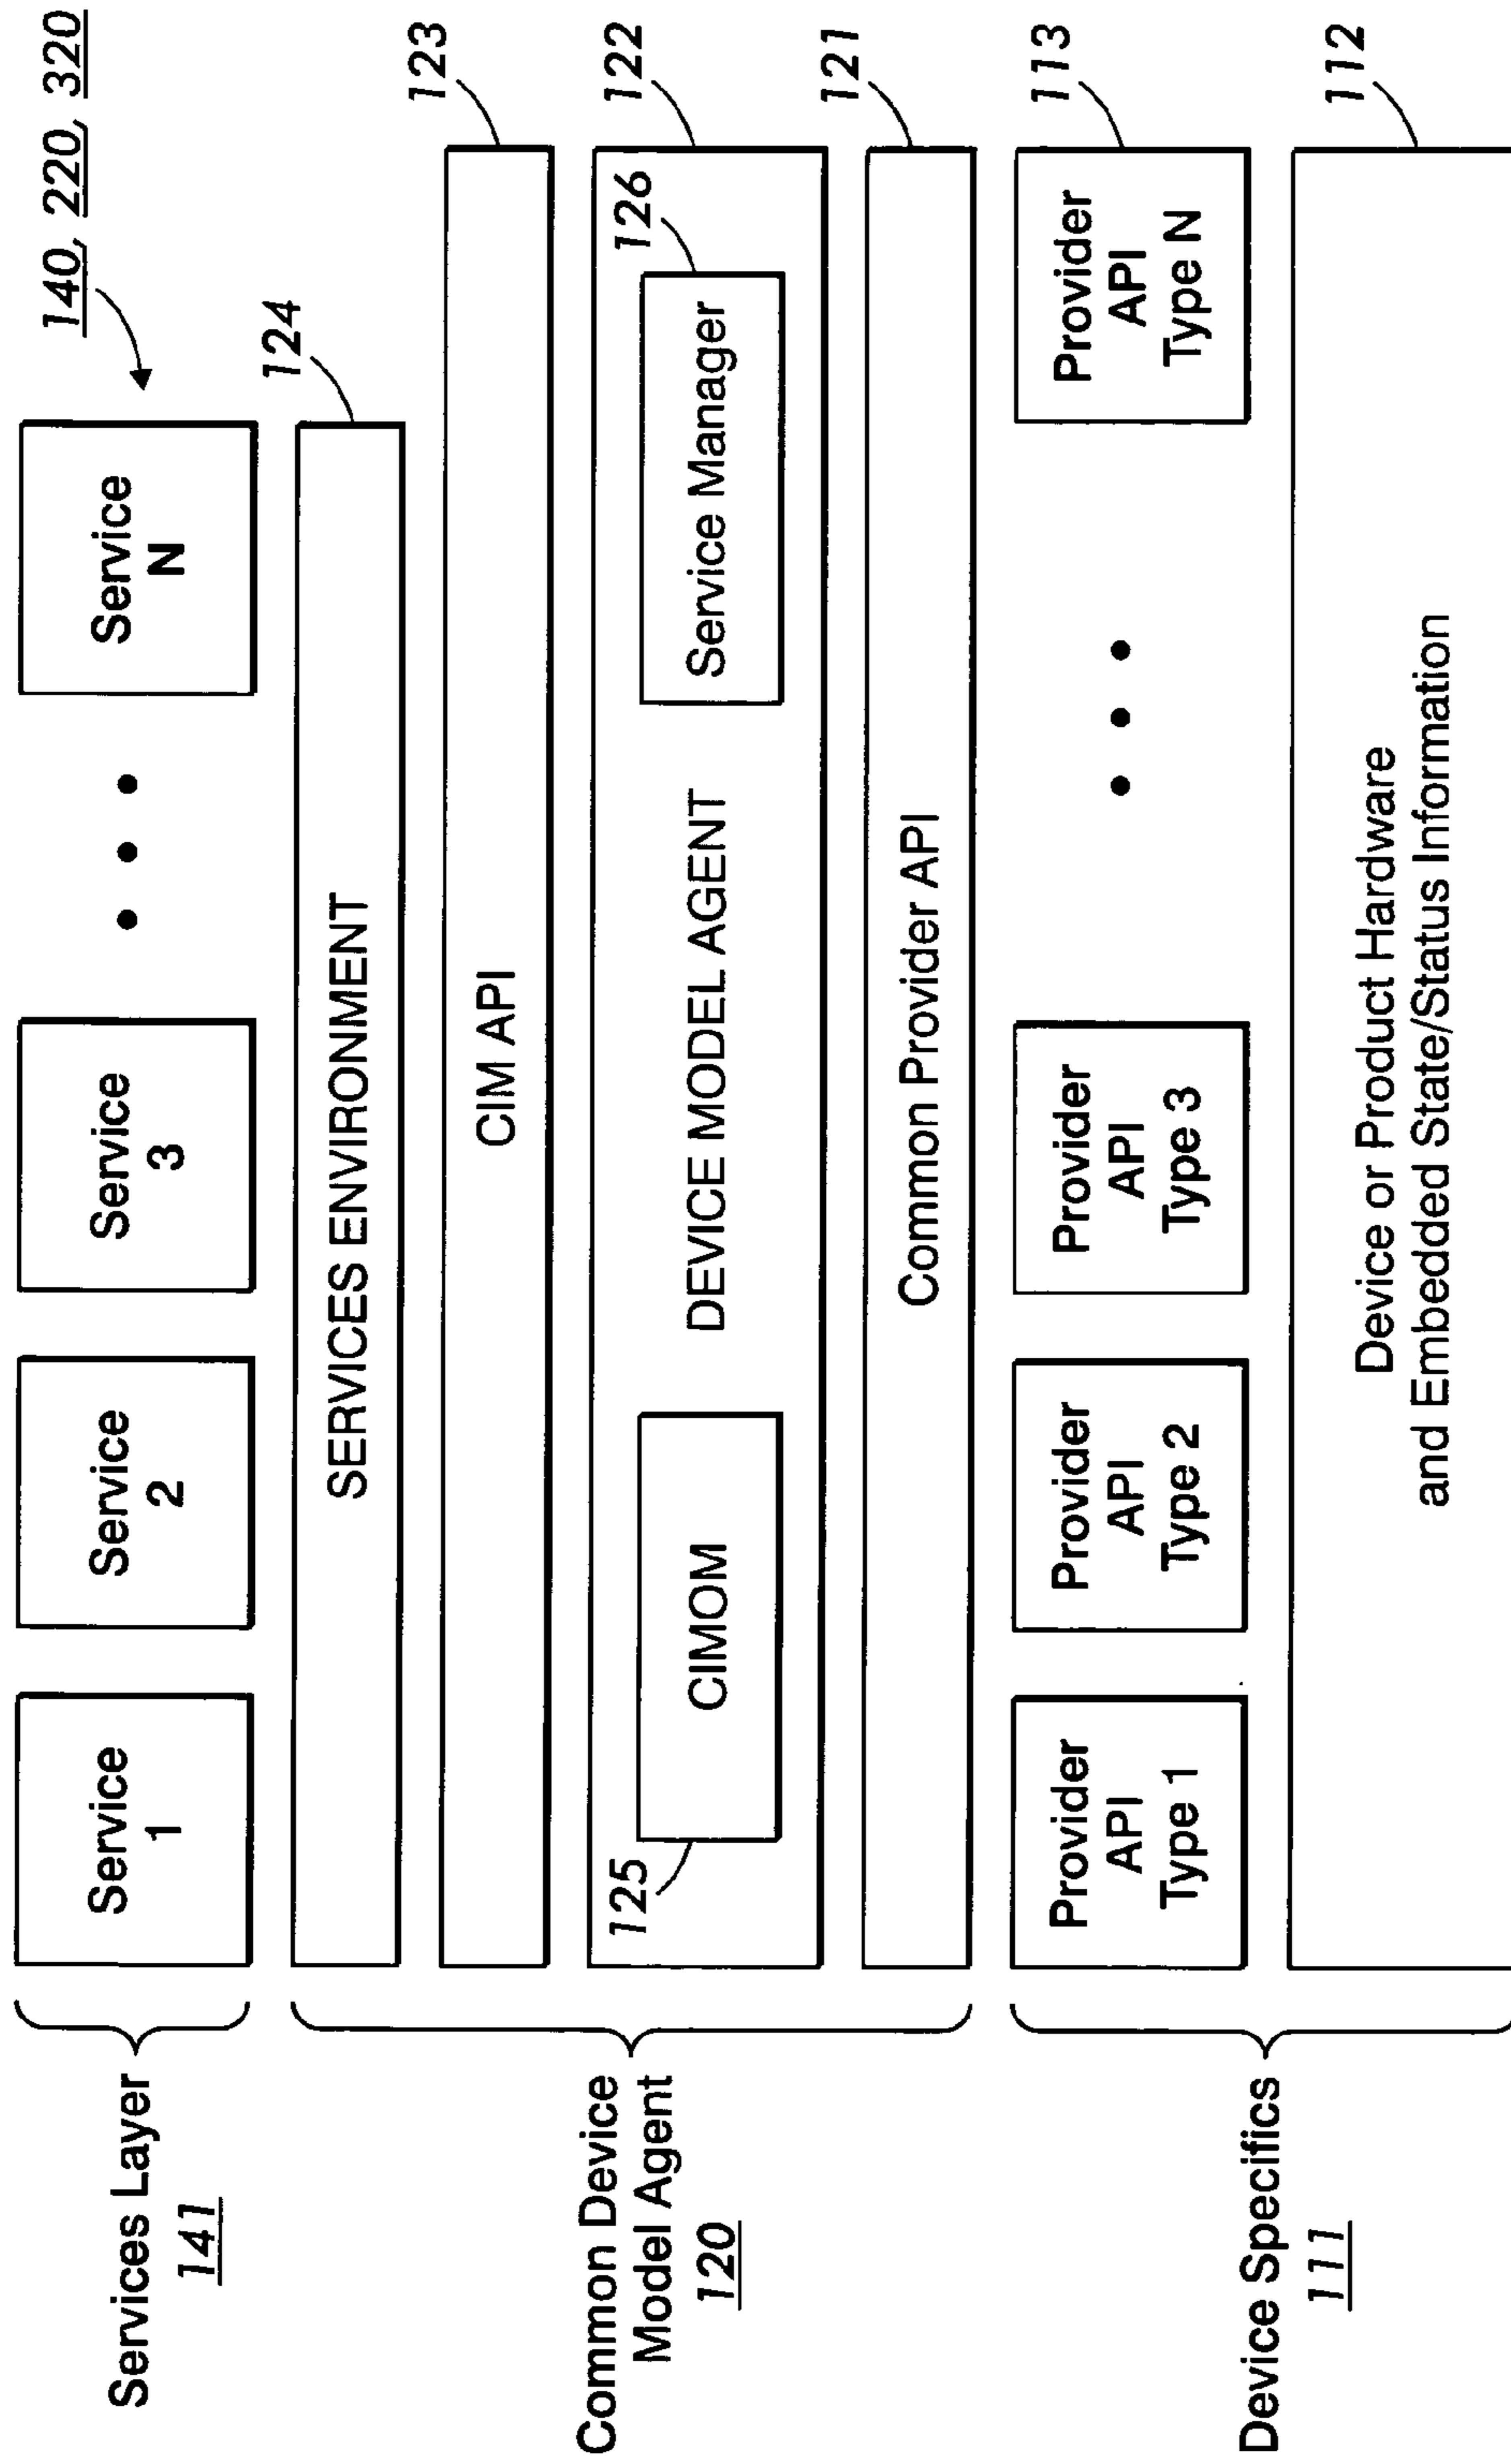 140, 220, 320
Services Layer
141
Service
1
Service
2
Service
3
• • •
Service
N
124
SERVICES ENVIRONMENT
123
CIM API
Common Device
Model Agent
120
122
125
CIMOM
DEVICE MODEL AGENT
126
Service Manager
121
Common Provider API
113
Device Specifics
111
Provider
API
Type 1
Provider
API
Type 2
Provider
API
Type 3
• • •
Provider
API
Type N
112
Device or Product Hardware
and Embedded State/Status Information